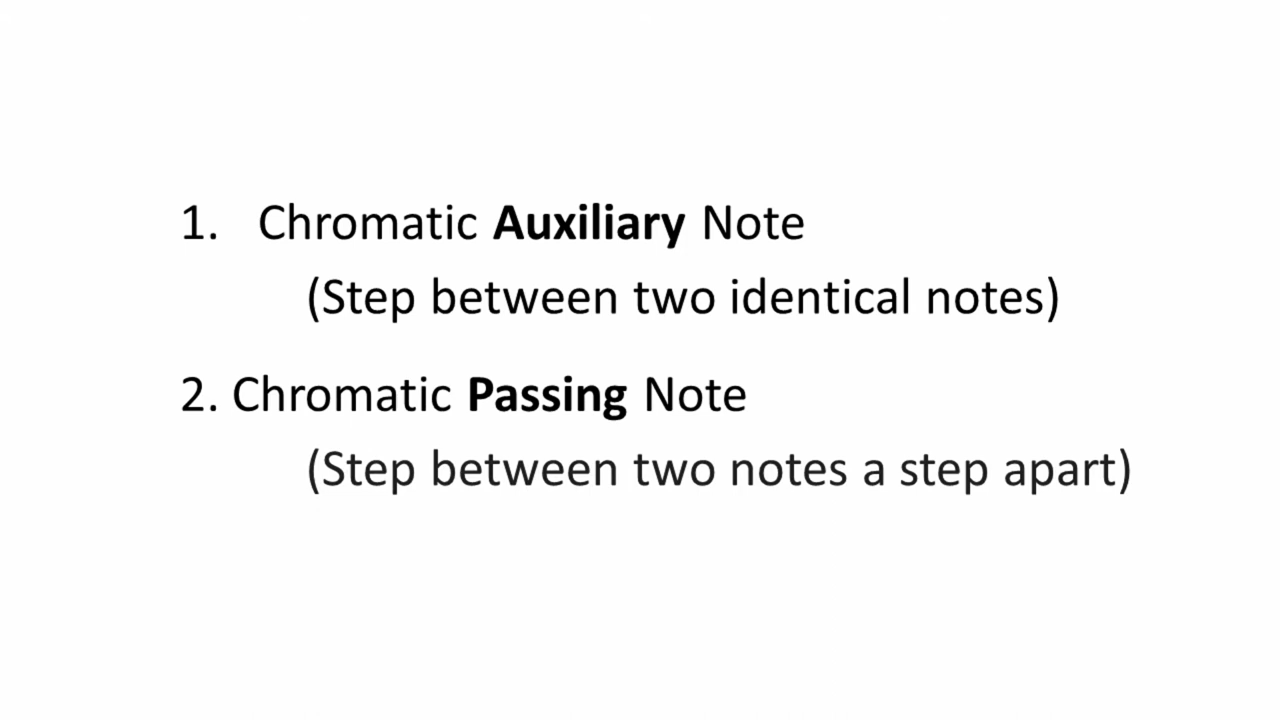 1. Chromatic Auxiliary Note
(Step between two identical notes)
2. Chromatic Passing Note
(Step between two notes a step apart)